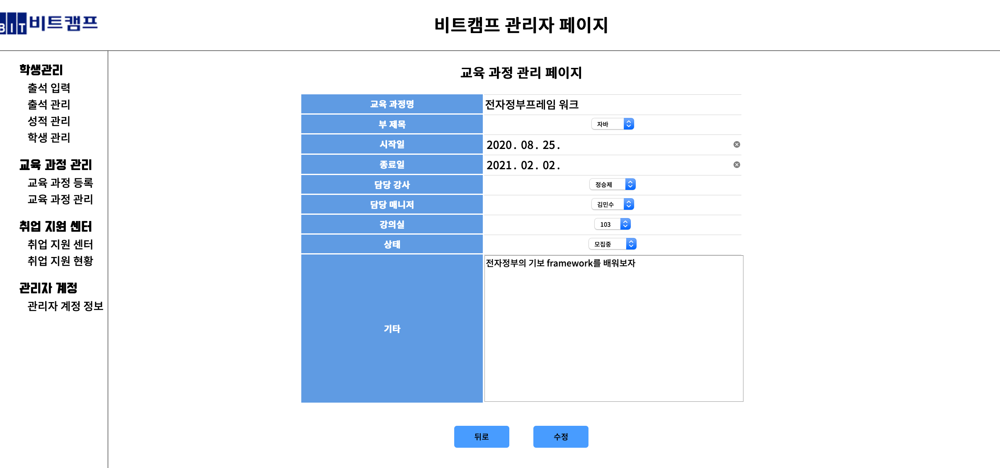 BIT 비트캠프
비트캠프 관리자 페이지
학생관리
출석 입력
출석 관리
성적 관리
학생 관리
교육 과정 관리
교육 과정 등록
교육 과정 관리
취업 지원 센터
취업 지원 센터
취업 지원 현황
관리자 계정
관리자 계정 정보
교육 과정 관리 페이지
교육 과정명 전자정부프레임 워크
부 제목 자바
시작일 2020. 08. 25.
종료일 2021. 02. 02.
담당 강사 정승제
담당 매니저 김민수
강의실 103
상태 모집중
기타 전자정부의 기보 framework를 배워보자
뒤로 수정